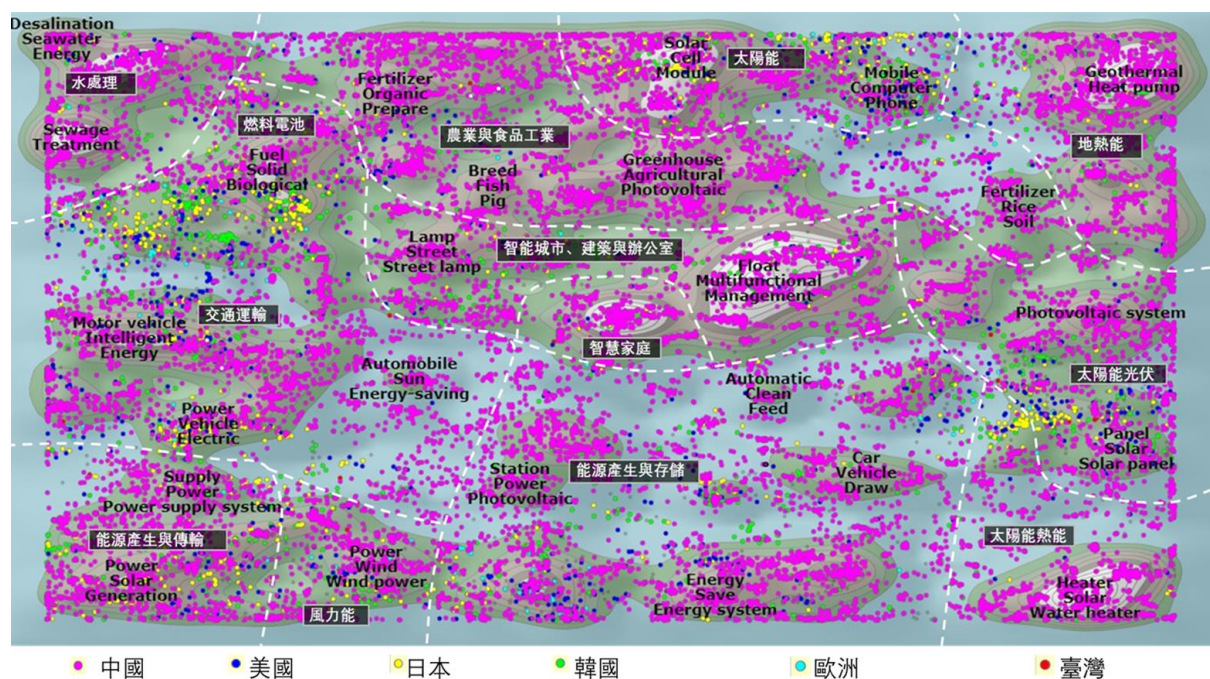 Desalination
Seawater
Energy
水處理
Sewage
Treatment
燃料電池
Fuel
Solid
Biological
Fertilizer
Organic
Prepare
農業與食品工業
Breed
Fish
Pig
Solar
Cell
Module
太陽能
Mobile
Computer
Phone
Greenhouse
Agricultural
Photovoltaic
Geothermal
Heat pump
地熱能
Fertilizer
Rice
Soil
Lamp
Street
Street lamp
智能城市、建築與辦公室
Float
Multifunctional
Management
智慧家庭
交通運輸
Motor vehicle
Intelligent
Energy
Automobile
Sun
Energy-saving
Power
Vehicle
Electric
Automatic
Clean
Feed
Photovoltaic system
太陽能光伏
Panel
Solar
Solar panel
Supply
Power
Power supply system
Station
Power
Photovoltaic
能源產生與存儲
Car
Vehicle
Draw
能源產生與傳輸
Power
Solar
Generation
Power
Wind
Wind power
風力能
Energy
Save
Energy system
太陽能熱能
Heater
Solar
Water heater
中國 美國 日本 韓國 歐洲 臺灣